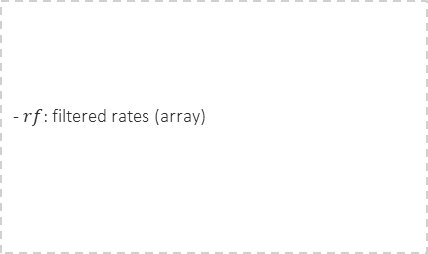 - rf: filtered rates (array)